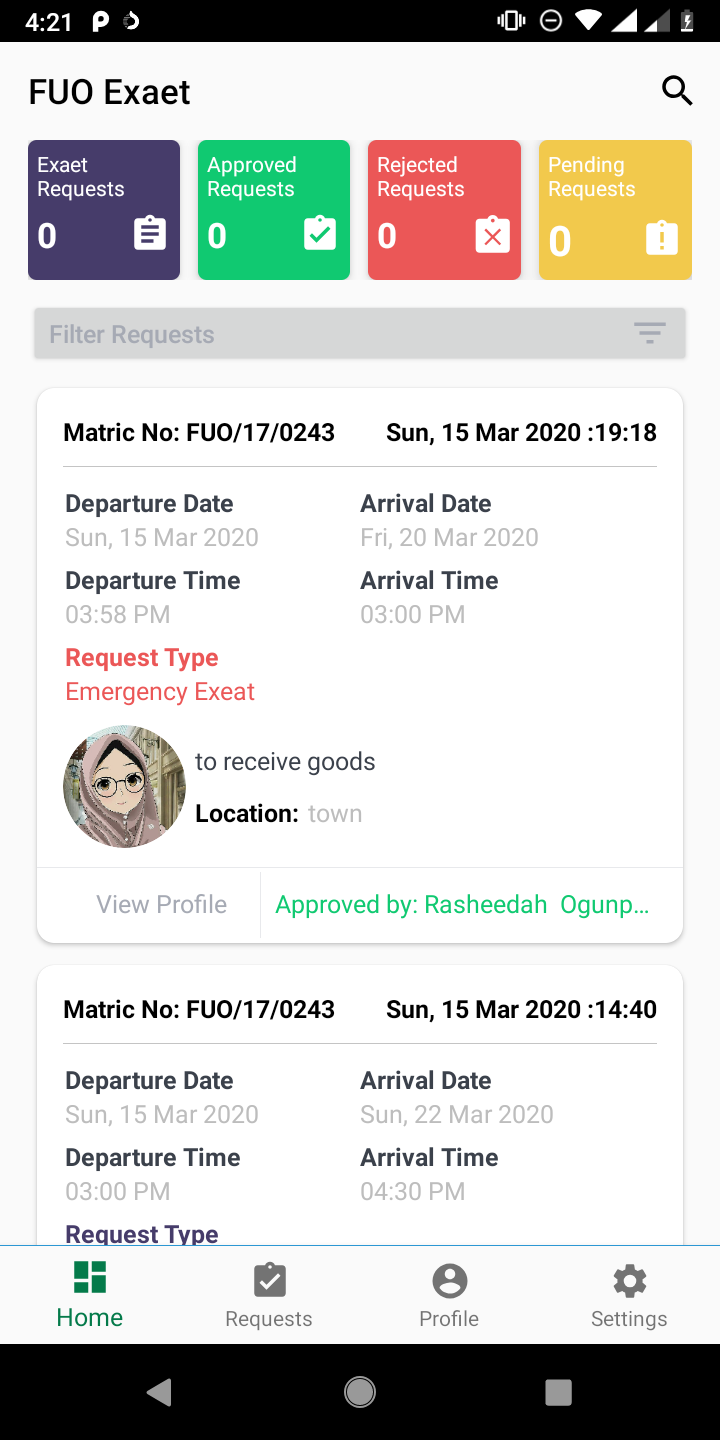 4:21
FUO Exaet
Exaet
Requests
0
Approved
Requests
0
Rejected
Requests
0
Pending
Requests
0
Filter Requests
Matric No: FUO/17/0243 Sun, 15 Mar 2020 :19:18
Departure Date Arrival Date
Sun, 15 Mar 2020 Fri, 20 Mar 2020
Departure Time Arrival Time
03:58 PM 03:00 PM
Request Type
Emergency Exeat
to receive goods
Location: town
View Profile Approved by: Rasheedah Ogunp...
Matric No: FUO/17/0243 Sun, 15 Mar 2020 :14:40
Departure Date Arrival Date
Sun, 15 Mar 2020 Sun, 22 Mar 2020
Departure Time Arrival Time
03:00 PM 04:30 PM
Request Type
Home Requests Profile Settings